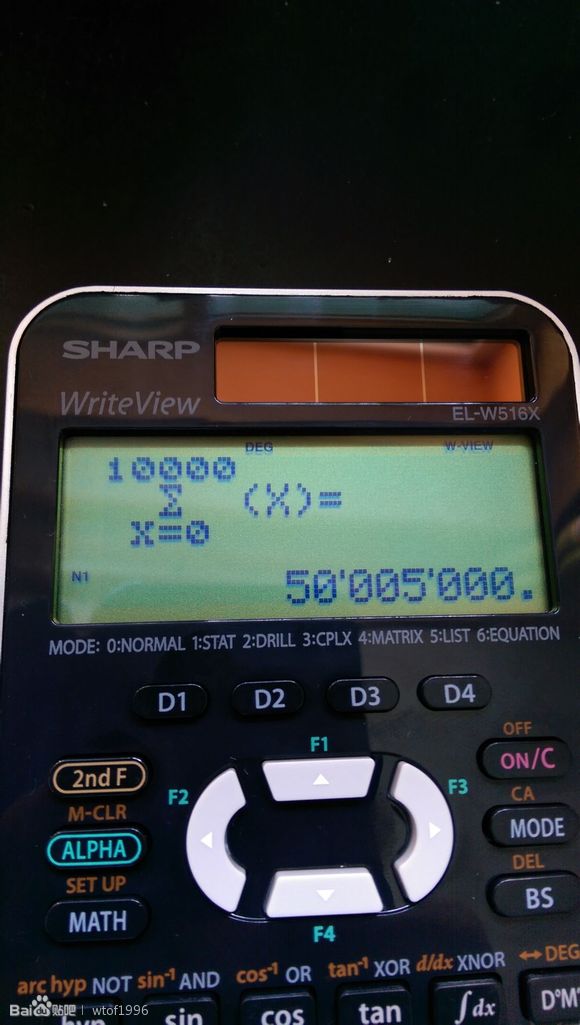 SHARP
WriteView
EL-W516X
DEG
W-VIEW
10000
Σ (X)=
X=0
N1
50'005'000.
MODE: 0:NORMAL 1:STAT 2:DRILL 3:CPLX 4:MATRIX 5:LIST 6:EQUATION
D1 D2 D3 D4
OFF
F1
2nd F
ON/C
F2
F3
M-CLR
CA
ALPHA
MODE
SET UP
DEL
MATH
BS
F4
arc hyp NOT sin⁻¹ AND cos⁻¹ OR tan⁻¹ XOR d/dx XNOR ↔DEG
hyp sin cos tan ∫dx D°M'
Baidu贴吧 | wtof1996